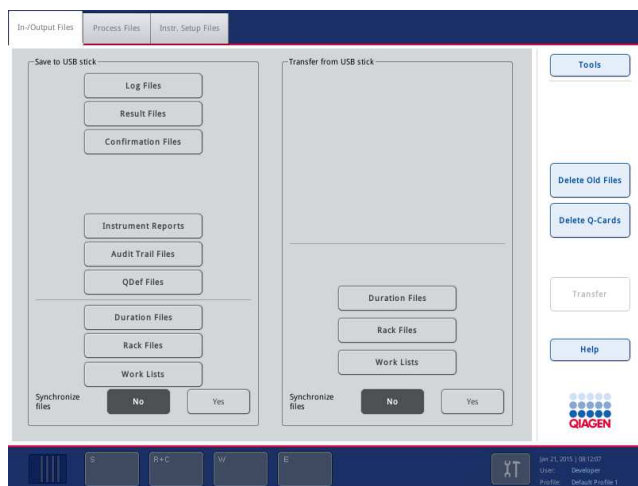 In-/Output Files
Process Files
Instr. Setup Files
Save to USB stick
Log Files
Result Files
Confirmation Files
Instrument Reports
Audit Trail Files
QDef Files
Duration Files
Rack Files
Work Lists
Synchronize files
No
Yes
Transfer from USB stick
Duration Files
Rack Files
Work Lists
Synchronize files
No
Yes
Tools
Delete Old Files
Delete Q-Cards
Transfer
Help
QIAGEN
S
R+C
W
E
Jan 21, 2015 | 08:12:07
User: Developer
Profile: Default Profile 1